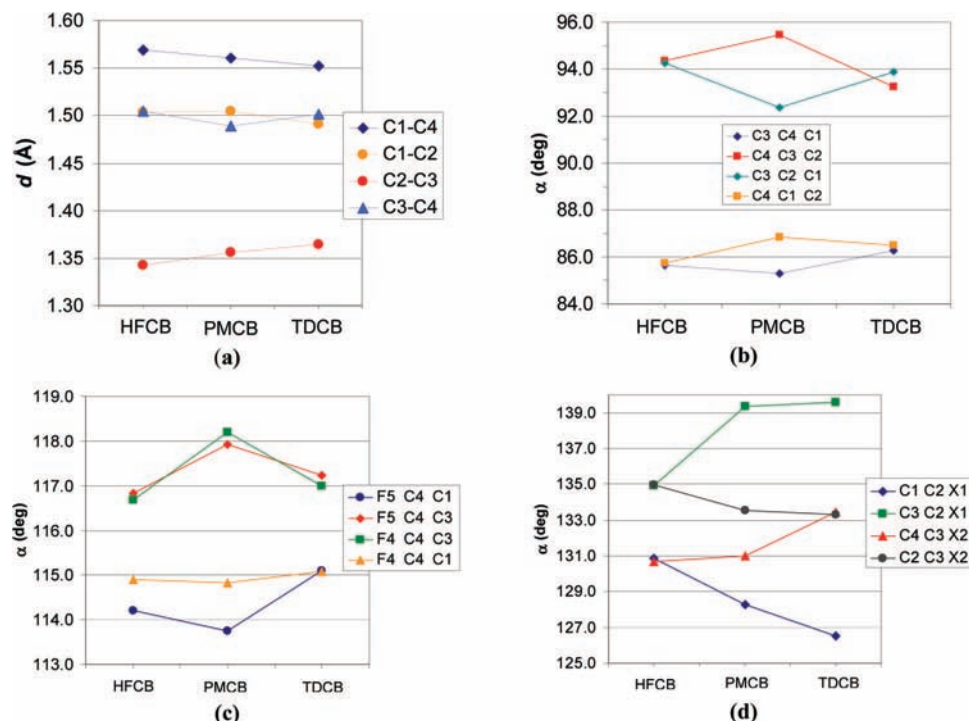 1.60
1.55
1.50
1.45
1.40
1.35
1.30
d (Å)
HFCB PMCB TDCB
C1-C4
C1-C2
C2-C3
C3-C4
(a)
96.0
94.0
92.0
90.0
88.0
86.0
84.0
α (deg)
HFCB PMCB TDCB
C3 C4 C1
C4 C3 C2
C3 C2 C1
C4 C1 C2
(b)
119.0
118.0
117.0
116.0
115.0
114.0
113.0
α (deg)
HFCB PMCB TDCB
F5 C4 C1
F5 C4 C3
F4 C4 C3
F4 C4 C1
(c)
139.0
137.0
135.0
133.0
131.0
129.0
127.0
125.0
α (deg)
HFCB PMCB TDCB
C1 C2 X1
C3 C2 X1
C4 C3 X2
C2 C3 X2
(d)